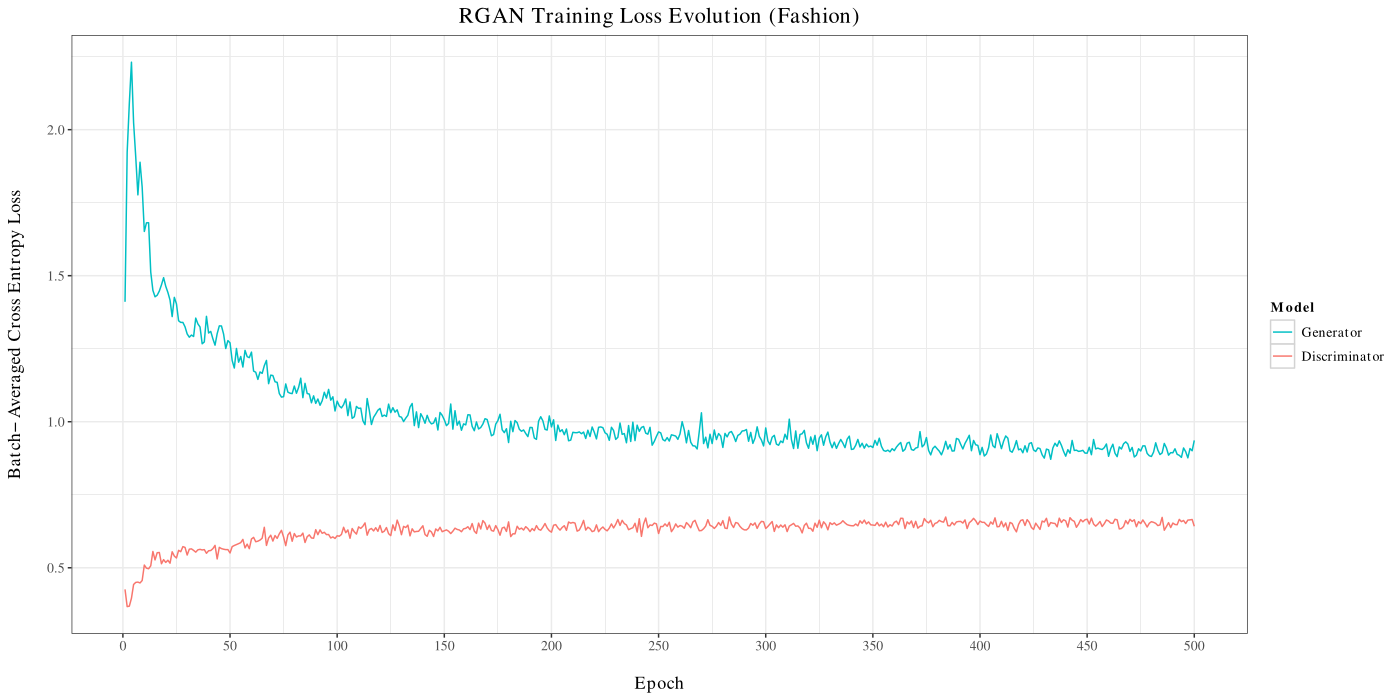 RGAN Training Loss Evolution (Fashion)
Batch− Averaged Cross Entropy Loss
2.0
1.5
1.0
0.5
0 50 100 150 200 250 300 350 400 450 500
Epoch
Model
Generator
Discriminator